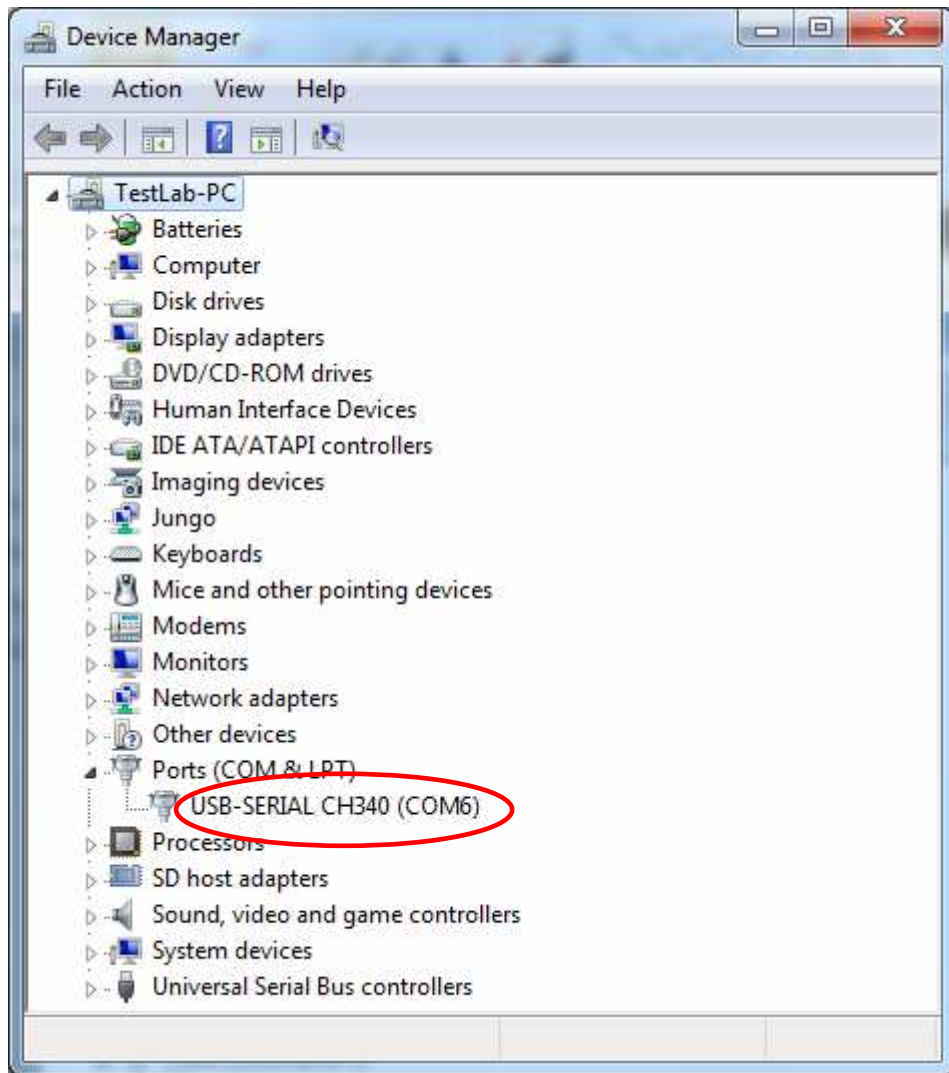 Device Manager
File Action View Help
TestLab-PC
Batteries
Computer
Disk drives
Display adapters
DVD/CD-ROM drives
Human Interface Devices
IDE ATA/ATAPI controllers
Imaging devices
Jungo
Keyboards
Mice and other pointing devices
Modems
Monitors
Network adapters
Other devices
Ports (COM & LPT)
USB-SERIAL CH340 (COM6)
Processors
SD host adapters
Sound, video and game controllers
System devices
Universal Serial Bus controllers